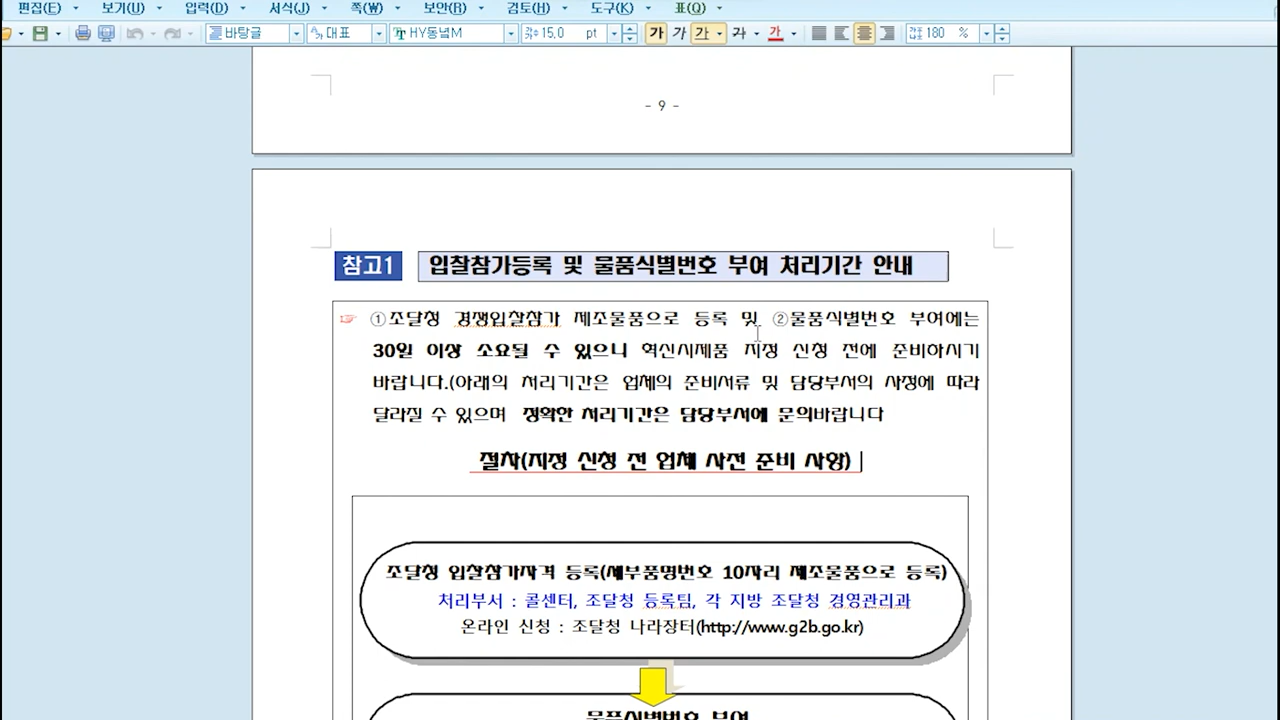 편집(E) 보기(U) 입력(D) 서식(J) 쪽(W) 보안(R) 검토(H) 도구(K) 표(Q)
바탕글 대표 HY동녘M 15.0 pt 가 가 가 가 가 180 %
- 9 -
참고1 입찰참가등록 및 물품식별번호 부여 처리기간 안내
☞ ①조달청 경쟁입찰참가 제조물품으로 등록 및 ②물품식별번호 부여에는
30일 이상 소요될 수 있으니 혁신시제품 지정 신청 전에 준비하시기
바랍니다.(아래의 처리기간은 업체의 준비서류 및 담당부서의 사정에 따라
달라질 수 있으며 정확한 처리기간은 담당부서에 문의바랍니다
절차(지정 신청 전 업체 사전 준비 사항)
조달청 입찰참가자격 등록(세부품명번호 10자리 제조물품으로 등록)
처리부서 : 콜센터, 조달청 등록팀, 각 지방 조달청 경영관리과
온라인 신청 : 조달청 나라장터(http://www.g2b.go.kr)
물품식별번호 부여